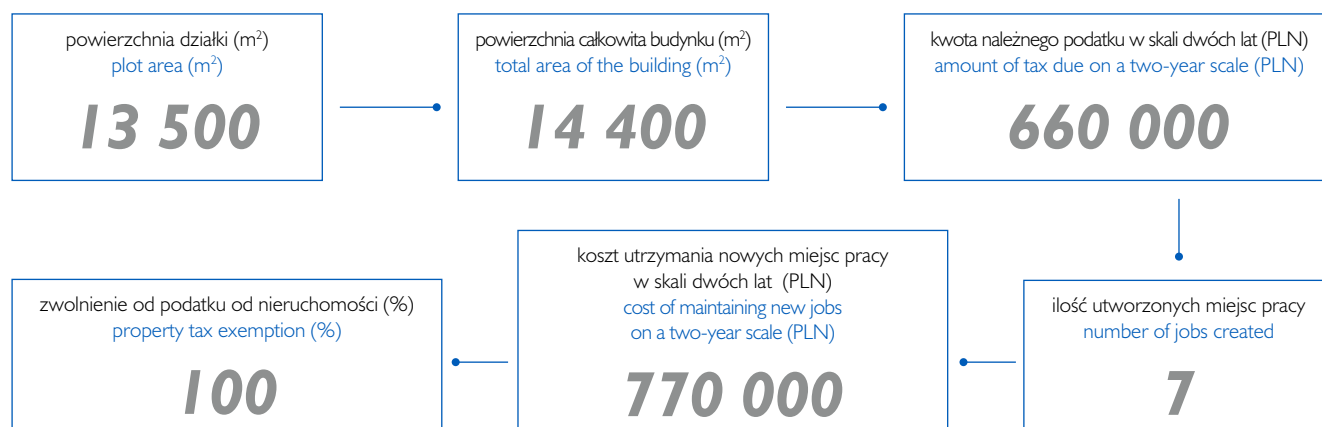 powierzchnia działki (m²)
plot area (m²)
13 500
powierzchnia całkowita budynku (m²)
total area of the building (m²)
14 400
kwota należnego podatku w skali dwóch lat (PLN)
amount of tax due on a two-year scale (PLN)
660 000
ilość utworzonych miejsc pracy
number of jobs created
7
koszt utrzymania nowych miejsc pracy
w skali dwóch lat (PLN)
cost of maintaining new jobs
on a two-year scale (PLN)
770 000
zwolnienie od podatku od nieruchomości (%)
property tax exemption (%)
100